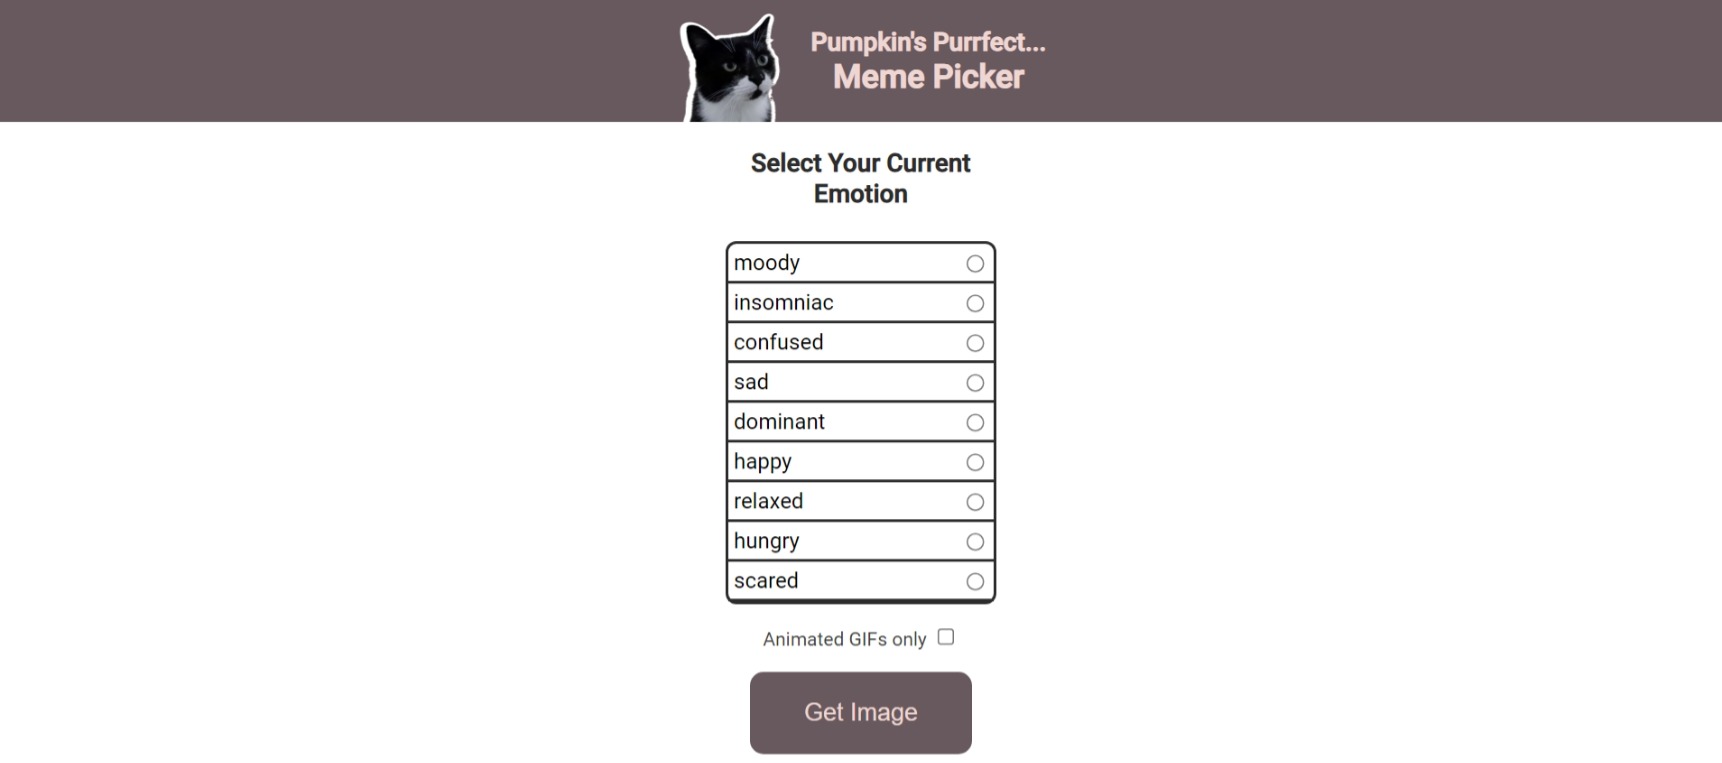 Pumpkin's Purrfect...
Meme Picker
Select Your Current
Emotion
moody
insomniac
confused
sad
dominant
happy
relaxed
hungry
scared
Animated GIFs only
Get Image